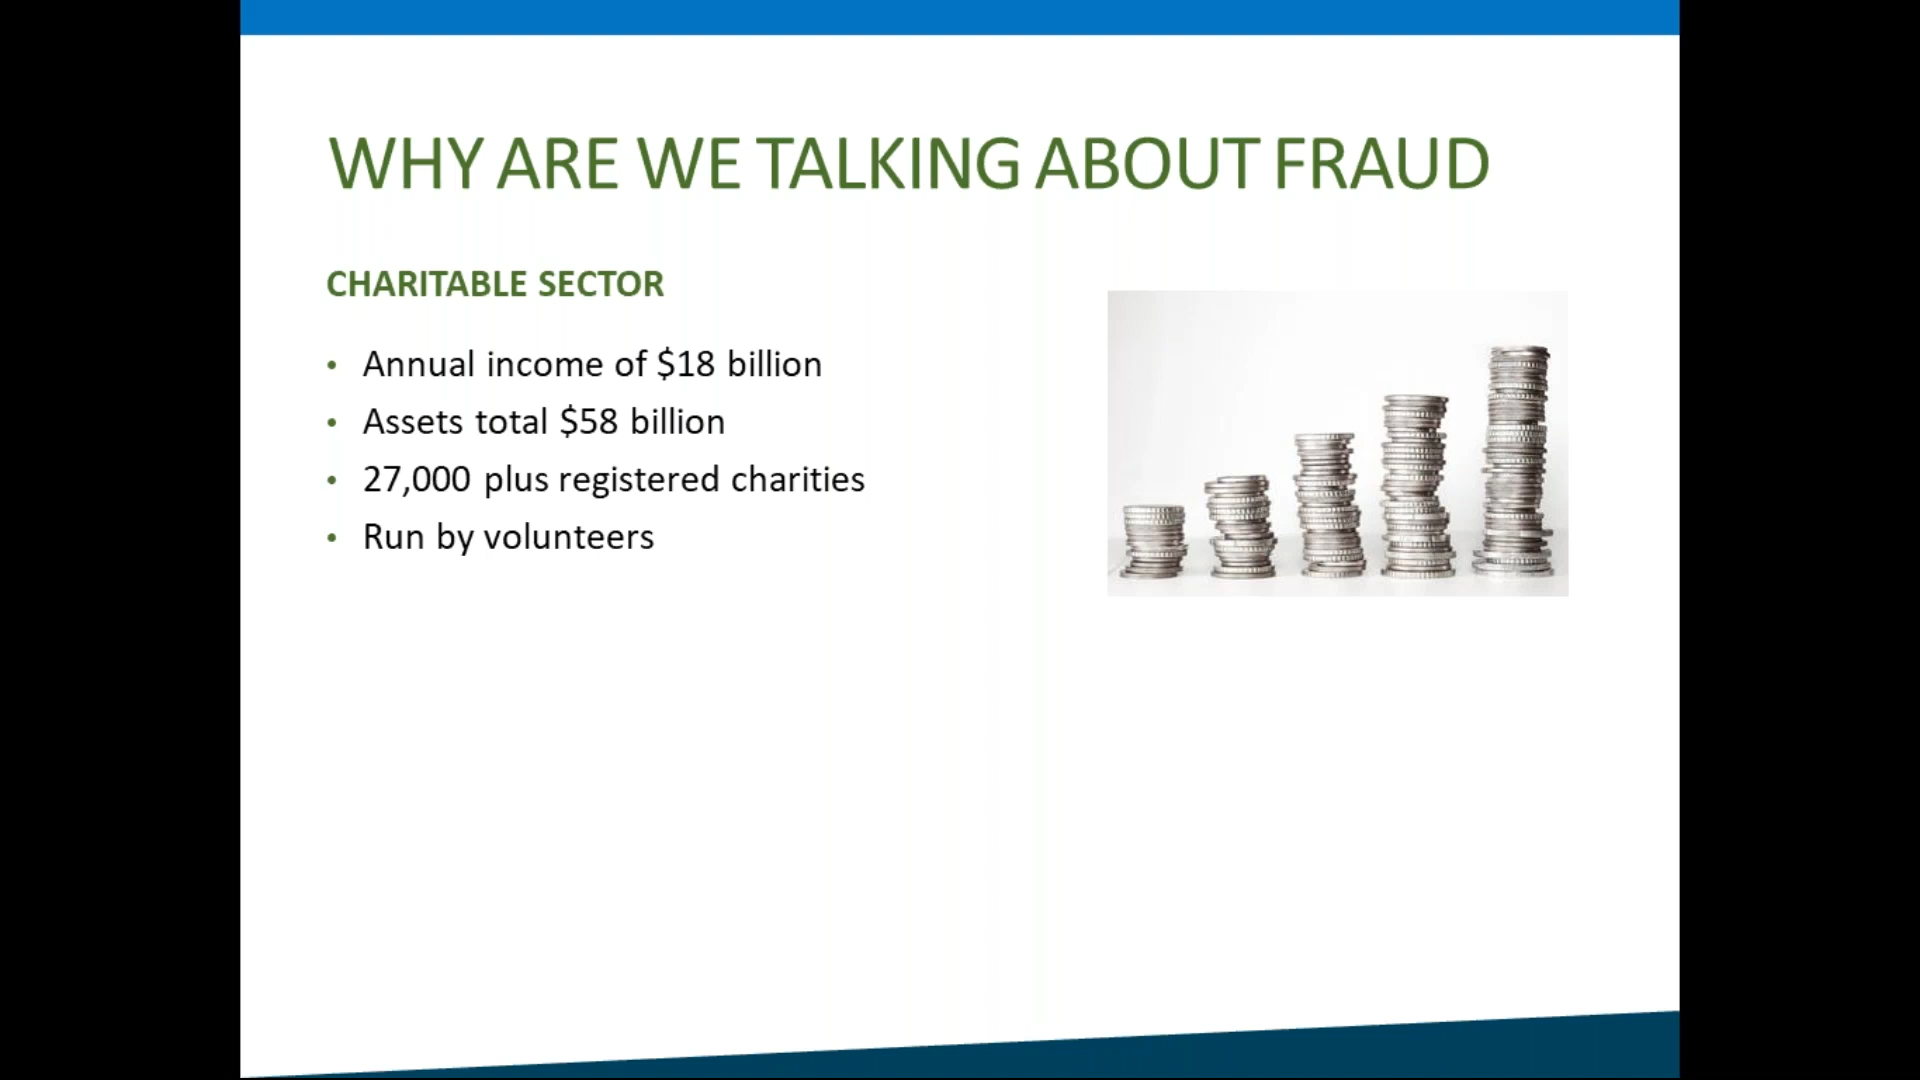 WHY ARE WE TALKING ABOUT FRAUD
CHARITABLE SECTOR
• Annual income of $18 billion
• Assets total $58 billion
• 27,000 plus registered charities
• Run by volunteers